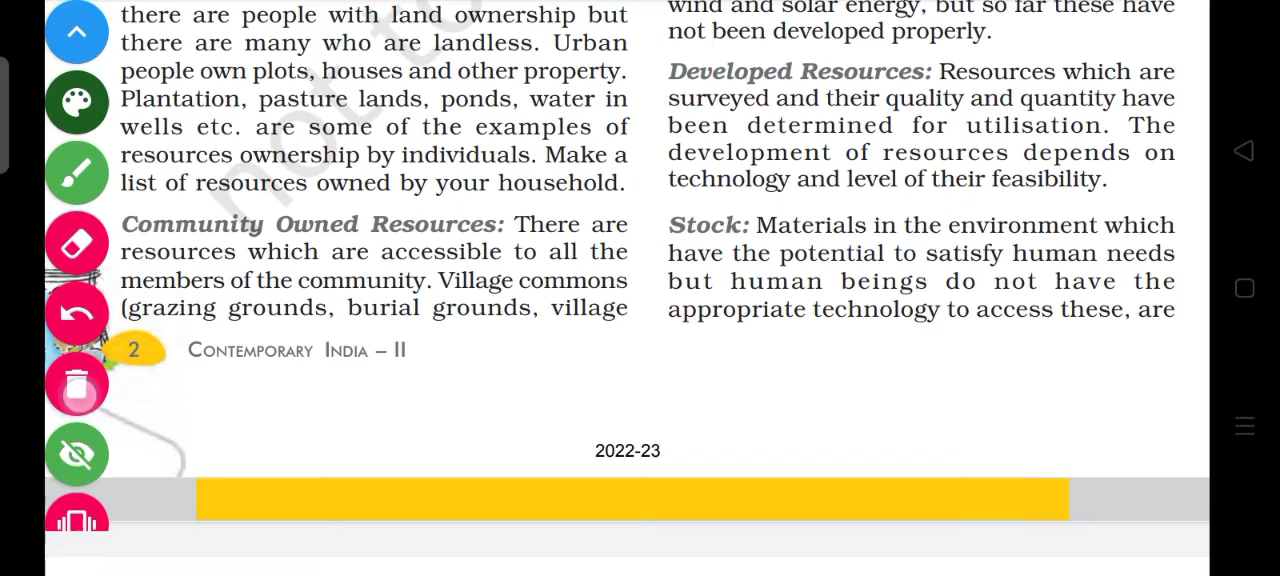 there are people with land ownership but
there are many who are landless. Urban
people own plots, houses and other property.
Plantation, pasture lands, ponds, water in
wells etc. are some of the examples of
resources ownership by individuals. Make a
list of resources owned by your household.
Community Owned Resources: There are
resources which are accessible to all the
members of the community. Village commons
(grazing grounds, burial grounds, village
wind and solar energy, but so far these have
not been developed properly.
Developed Resources: Resources which are
surveyed and their quality and quantity have
been determined for utilisation. The
development of resources depends on
technology and level of their feasibility.
Stock: Materials in the environment which
have the potential to satisfy human needs
but human beings do not have the
appropriate technology to access these, are
2 CONTEMPORARY INDIA – II
2022-23
not to